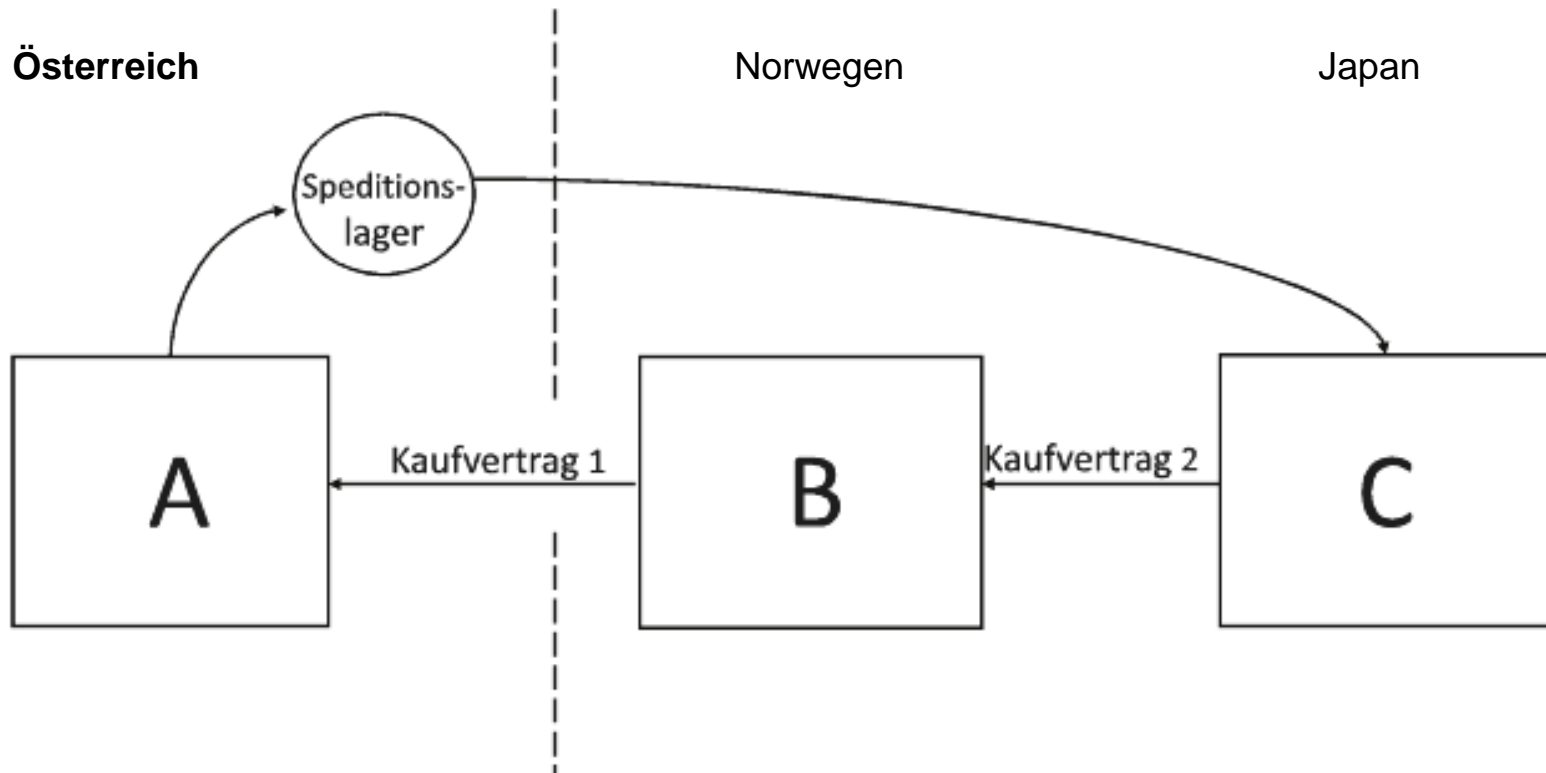 Österreich
Norwegen
Japan
Speditions-
lager
Kaufvertrag 1
Kaufvertrag 2
A
B
C